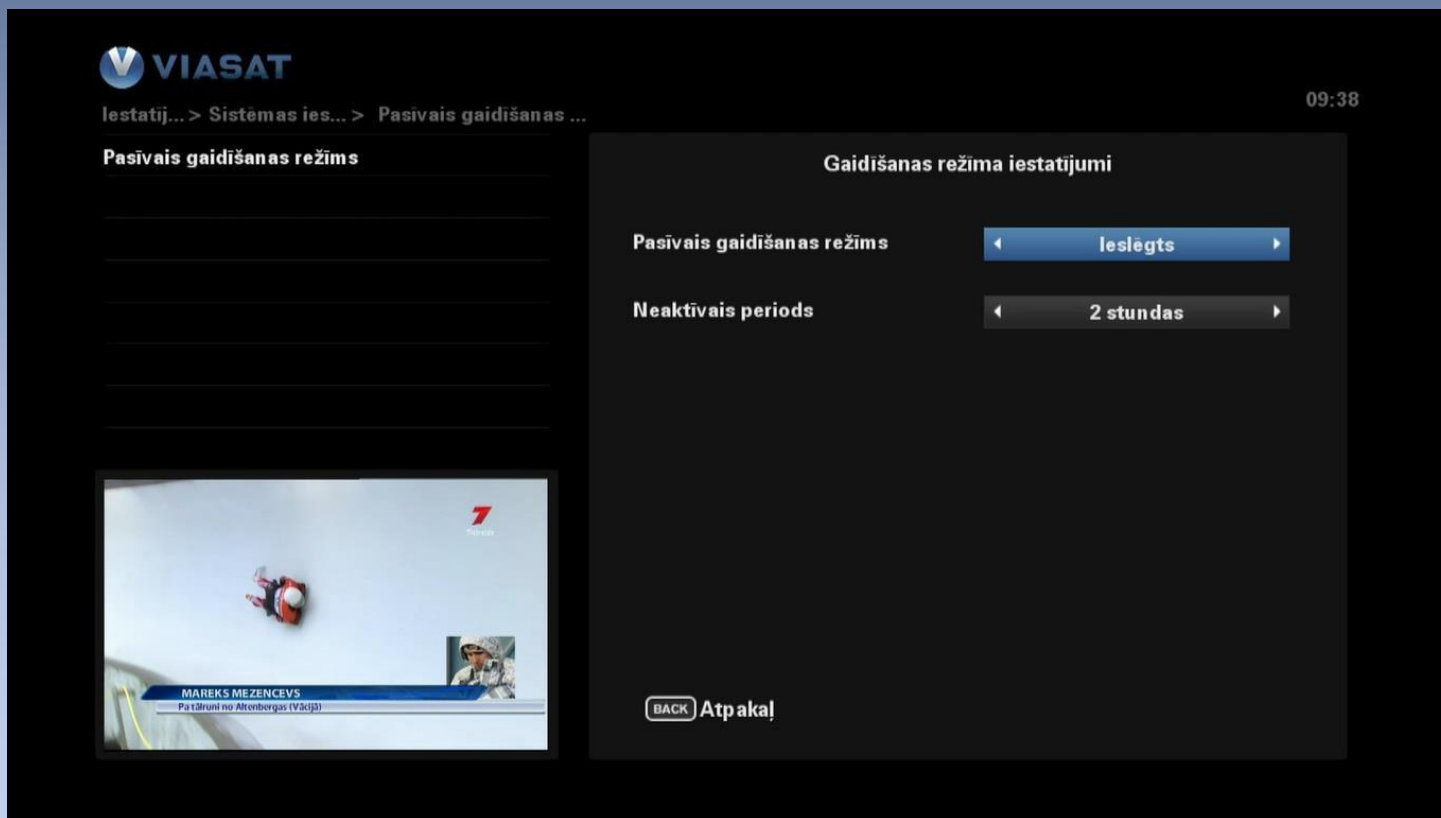 VIASAT
09:38
Iestatīj... > Sistēmas ies... > Pasīvais gaidīšanas ...
Pasīvais gaidīšanas režīms
Gaidīšanas režīma iestatījumi
Pasīvais gaidīšanas režīms
Ieslēgts
Neaktīvais periods
2 stundas
7
MAREKS MEZENCEVS
Pa tālruni no Altenbergas (Vācijā)
BACK Atpakaļ